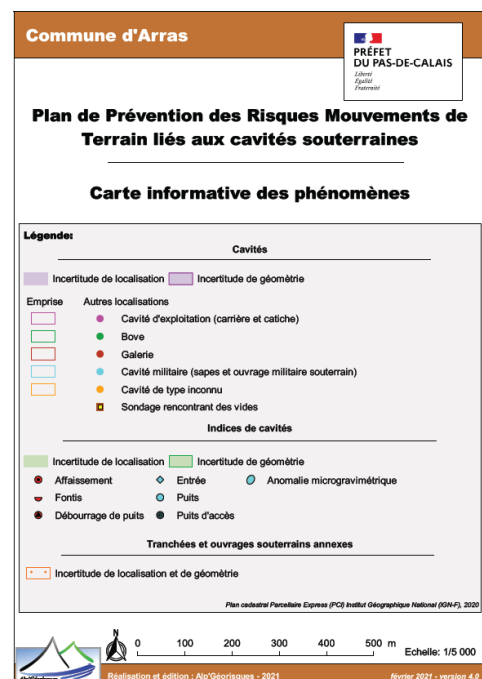 Commune d'Arras
PRÉFET
DU PAS-DE-CALAIS
Liberté
Égalité
Fraternité
Plan de Prévention des Risques Mouvements de
Terrain liés aux cavités souterraines
Carte informative des phénomènes
Légende:
Cavités
Incertitude de localisation Incertitude de géomètrie
Emprise Autres localisations
Cavité d'exploitation (carrière et catiche)
Bove
Galerie
Cavité militaire (sapes et ouvrage militaire souterrain)
Cavité de type inconnu
Sondage rencontrant des vides
Indices de cavités
Incertitude de localisation Incertitude de géomètrie
Affaissement Entrée Anomalie microgravimétrique
Fontis Puits
Débourrage de puits Puits d'accès
Tranchées et ouvrages souterrains annexes
Incertitude de localisation et de géomètrie
Plan cadastral Parcellaire Express (PCI) Institut Géographique National (IGN-F), 2020
N
0 100 200 300 400 500 m
Echelle: 1/5 000
Réalisation et édition : Alp'Géorisques - 2021
février 2021 - version 4.0